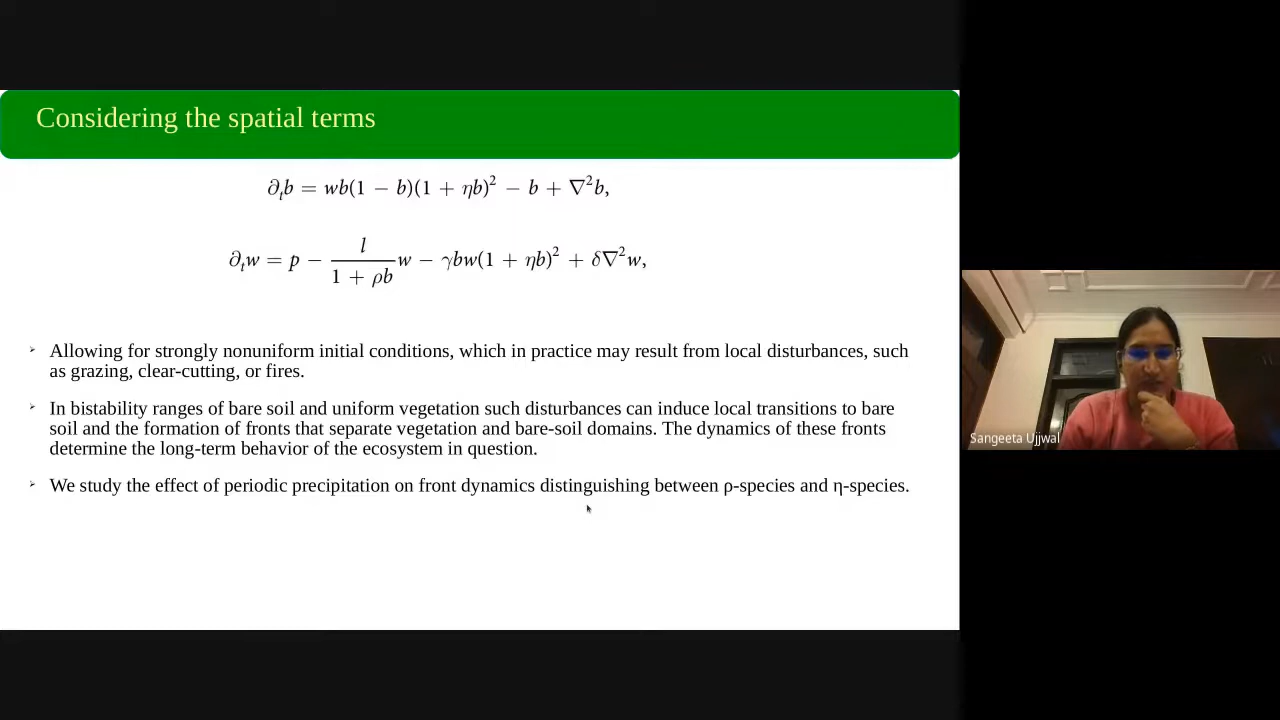 Considering the spatial terms
∂ₜb = wb(1 − b)(1 + ηb)² − b + ∇²b,
∂ₜw = p − l/(1 + ρb) w − γbw(1 + ηb)² + δ∇²w,
Allowing for strongly nonuniform initial conditions, which in practice may result from local disturbances, such
as grazing, clear-cutting, or fires.
In bistability ranges of bare soil and uniform vegetation such disturbances can induce local transitions to bare
soil and the formation of fronts that separate vegetation and bare-soil domains. The dynamics of these fronts
determine the long-term behavior of the ecosystem in question.
We study the effect of periodic precipitation on front dynamics distinguishing between ρ-species and η-species.
Sangeeta Ujjwal